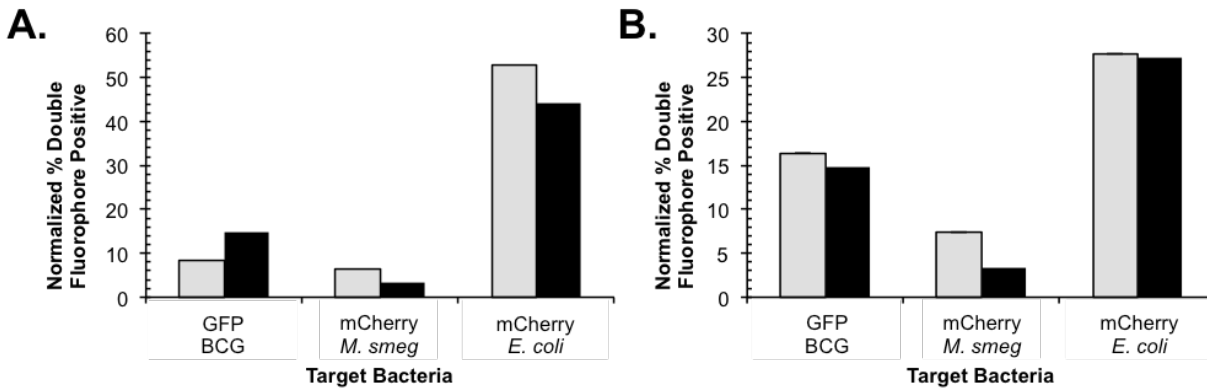 A.
Normalized % Double
Fluorophore Positive
60
50
40
30
20
10
0
GFP
BCG
mCherry
M. smeg
mCherry
E. coli
Target Bacteria
B.
Normalized % Double
Fluorophore Positive
30
25
20
15
10
5
0
GFP
BCG
mCherry
M. smeg
mCherry
E. coli
Target Bacteria